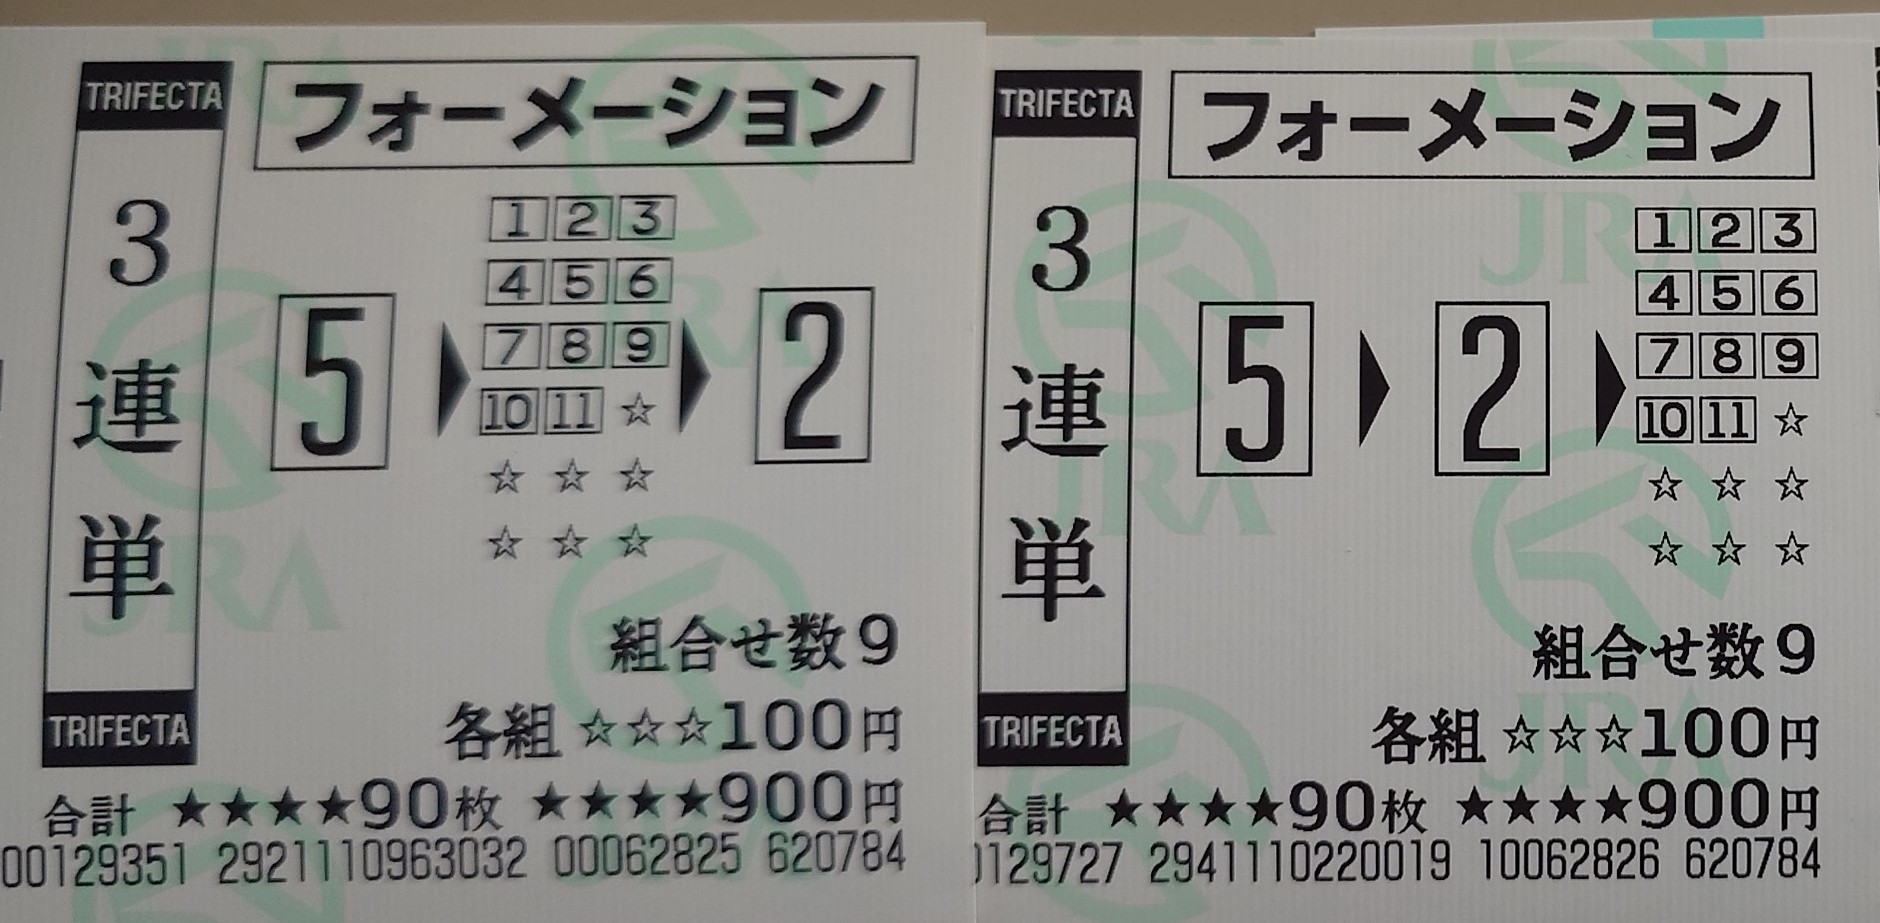 TRIFECTA
フォーメーション
3連単
5 ▶ 1 2 3 ▶ 2
4 5 6
7 8 9
10 11 ☆
☆ ☆ ☆
☆ ☆ ☆
組合せ数9
各組 ☆☆☆100円
TRIFECTA
合計 ★★★★90枚 ★★★★900円
00129351 2921110963032 00062825 620784
JRA
TRIFECTA
フォーメーション
3連単
5 ▶ 2 ▶ 1 2 3
4 5 6
7 8 9
10 11 ☆
☆ ☆ ☆
☆ ☆ ☆
組合せ数9
各組 ☆☆☆100円
TRIFECTA
合計 ★★★★90枚 ★★★★900円
0129727 2941110220019 10062826 620784
JRA